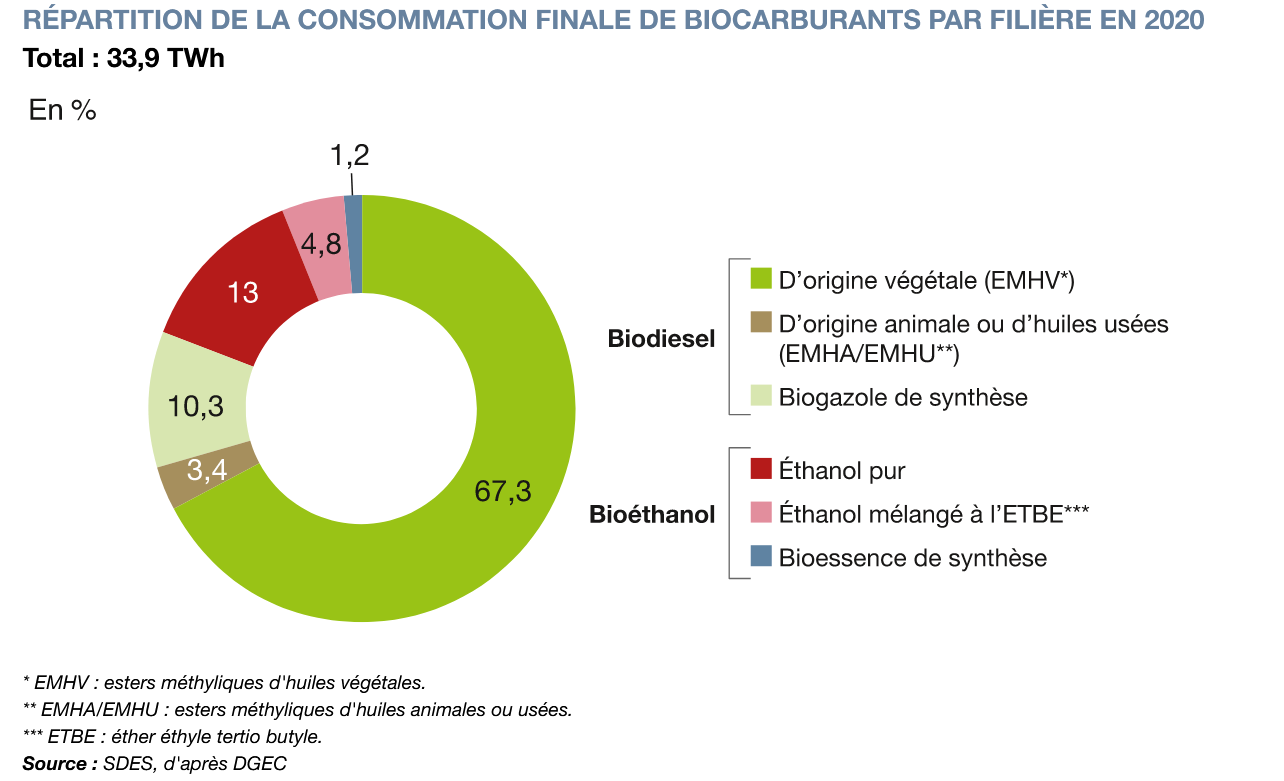 RÉPARTITION DE LA CONSOMMATION FINALE DE BIOCARBURANTS PAR FILIÈRE EN 2020
Total : 33,9 TWh
En %
1,2
4,8
13
10,3
3,4
67,3
Biodiesel
D’origine végétale (EMHV*)
D’origine animale ou d’huiles usées
(EMHA/EMHU**)
Biogazole de synthèse
Bioéthanol
Éthanol pur
Éthanol mélangé à l’ETBE***
Bioessence de synthèse
* EMHV : esters méthyliques d'huiles végétales.
** EMHA/EMHU : esters méthyliques d'huiles animales ou usées.
*** ETBE : éther éthyle tertio butyle.
Source : SDES, d'après DGEC